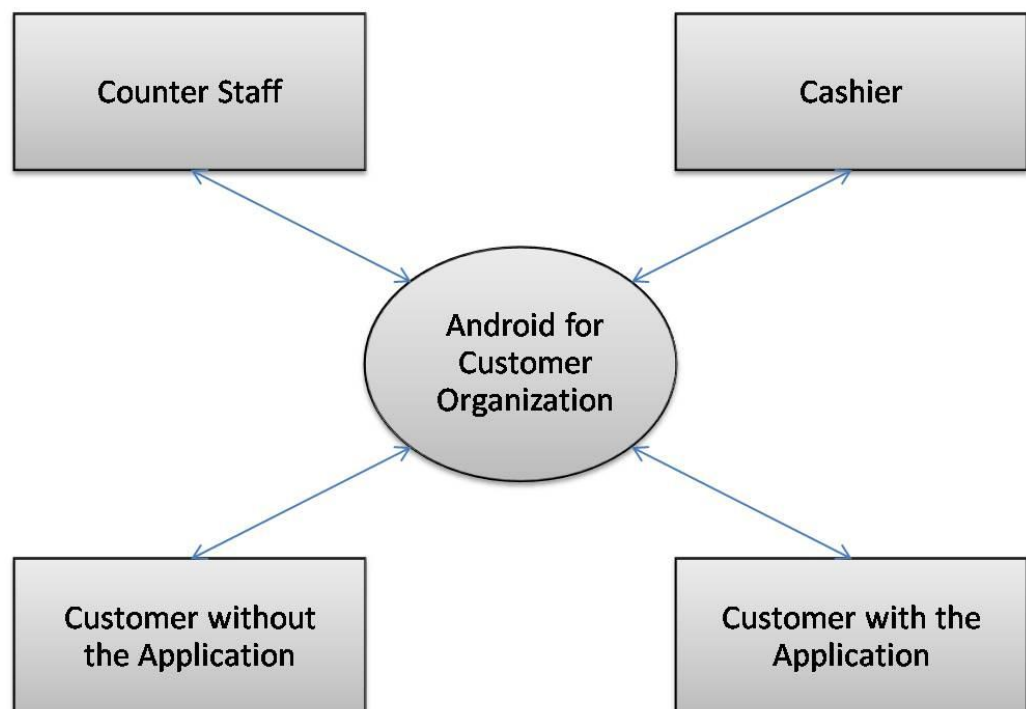 Counter Staff
Cashier
Android for
Customer
Organization
Customer without
the Application
Customer with the
Application